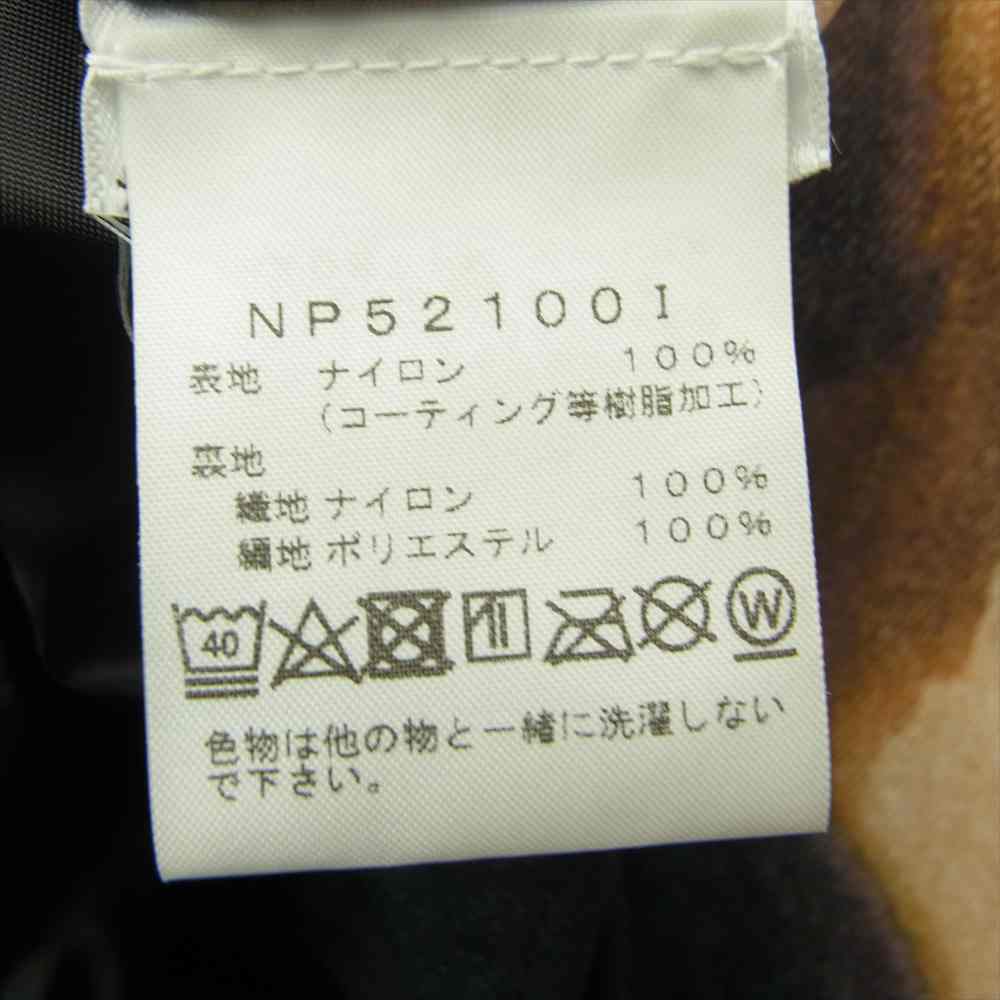 NP52100I
表地 ナイロン 100%
(コーティング等樹脂加工)
裏地
織地 ナイロン 100%
編地 ポリエステル 100%
40
W
色物は他の物と一緒に洗濯しない
で下さい。